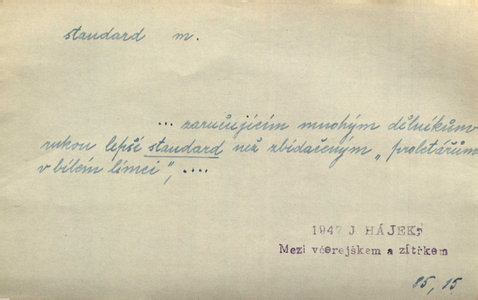 standard m.
... zaručujícím mnohým dělníkům
rukou lepší standard než zbídačeným „proletářům
v bílém límci“, ....
1947 J. HÁJEK,
Mezi včerejškem a zítřkem
85, 15